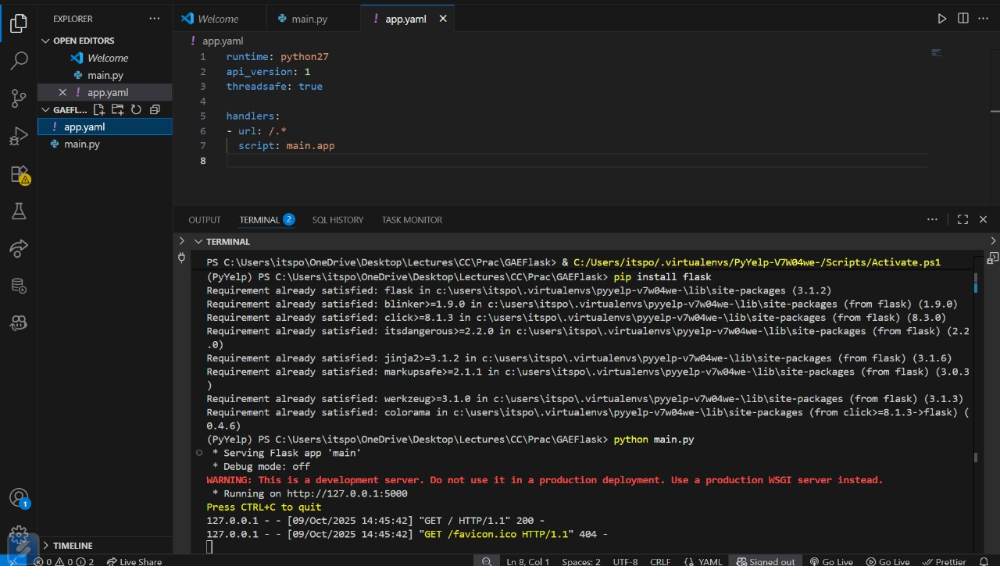 EXPLORER
Welcome
main.py
! app.yaml
OPEN EDITORS
Welcome
main.py
! app.yaml
GAEFL...
! app.yaml
main.py
TIMELINE
! app.yaml
1 runtime: python27
2 api_version: 1
3 threadsafe: true
4
5 handlers:
6 - url: /.*
7 script: main.app
8
OUTPUT TERMINAL 2 SQL HISTORY TASK MONITOR
TERMINAL
PS C:\Users\itspo\OneDrive\Desktop\Lectures\CC\Prac\GAEFlask> & C:/Users/itspo/.virtualenvs/PyYelp-V7W04we-/Scripts/Activate.ps1
(PyYelp) PS C:\Users\itspo\OneDrive\Desktop\Lectures\CC\Prac\GAEFlask> pip install flask
Requirement already satisfied: flask in c:\users\itspo\.virtualenvs\pyyelp-v7w04we-\lib\site-packages (3.1.2)
Requirement already satisfied: blinker>=1.9.0 in c:\users\itspo\.virtualenvs\pyyelp-v7w04we-\lib\site-packages (from flask) (1.9.0)
Requirement already satisfied: click>=8.1.3 in c:\users\itspo\.virtualenvs\pyyelp-v7w04we-\lib\site-packages (from flask) (8.3.0)
Requirement already satisfied: itsdangerous>=2.2.0 in c:\users\itspo\.virtualenvs\pyyelp-v7w04we-\lib\site-packages (from flask) (2.2
.0)
Requirement already satisfied: jinja2>=3.1.2 in c:\users\itspo\.virtualenvs\pyyelp-v7w04we-\lib\site-packages (from flask) (3.1.6)
Requirement already satisfied: markupsafe>=2.1.1 in c:\users\itspo\.virtualenvs\pyyelp-v7w04we-\lib\site-packages (from flask) (3.0.3
)
Requirement already satisfied: werkzeug>=3.1.0 in c:\users\itspo\.virtualenvs\pyyelp-v7w04we-\lib\site-packages (from flask) (3.1.3)
Requirement already satisfied: colorama in c:\users\itspo\.virtualenvs\pyyelp-v7w04we-\lib\site-packages (from click>=8.1.3->flask) (
0.4.6)
(PyYelp) PS C:\Users\itspo\OneDrive\Desktop\Lectures\CC\Prac\GAEFlask> python main.py
* Serving Flask app 'main'
* Debug mode: off
WARNING: This is a development server. Do not use it in a production deployment. Use a production WSGI server instead.
* Running on http://127.0.0.1:5000
Press CTRL+C to quit
127.0.0.1 - - [09/Oct/2025 14:45:42] "GET / HTTP/1.1" 200 -
127.0.0.1 - - [09/Oct/2025 14:45:42] "GET /favicon.ico HTTP/1.1" 404 -
1
0 0 2 Live Share Ln 8, Col 1 Spaces: 2 UTF-8 CRLF {} YAML Signed out Go Live Go Live Prettier